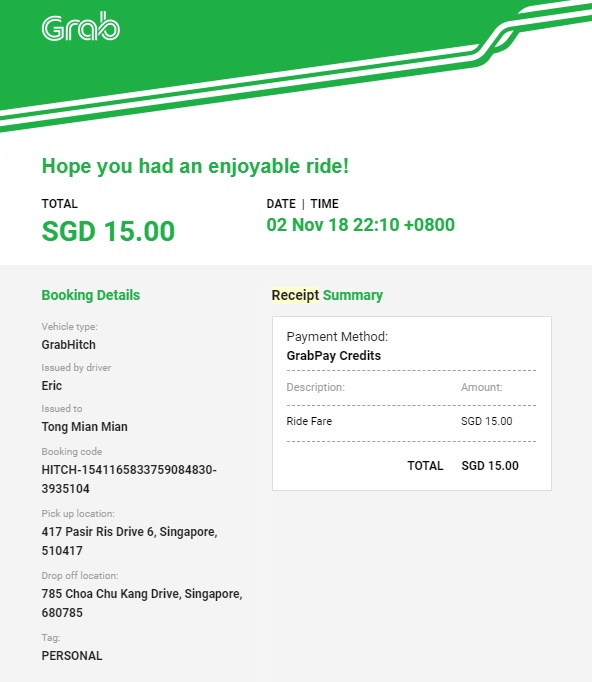 Grab
Hope you had an enjoyable ride!
TOTAL
SGD 15.00
DATE | TIME
02 Nov 18 22:10 +0800
Booking Details
Vehicle type:
GrabHitch
Issued by driver
Eric
Issued to
Tong Mian Mian
Booking code
HITCH-1541165833759084830-
3935104
Pick up location:
417 Pasir Ris Drive 6, Singapore,
510417
Drop off location:
785 Choa Chu Kang Drive, Singapore,
680785
Tag:
PERSONAL
Receipt Summary
Payment Method:
GrabPay Credits
Description: Amount:
Ride Fare SGD 15.00
TOTAL SGD 15.00